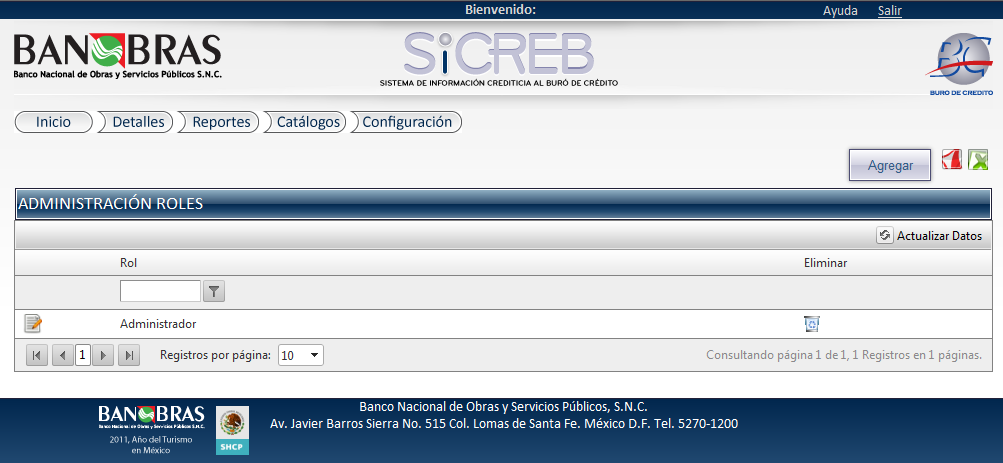 Bienvenido:
Ayuda Salir
BANOBRAS
Banco Nacional de Obras y Servicios Públicos S.N.C.
SiCREB
SISTEMA DE INFORMACIÓN CREDITICIA AL BURÓ DE CRÉDITO
BURÓ DE CRÉDITO
Inicio Detalles Reportes Catálogos Configuración
Agregar
ADMINISTRACIÓN ROLES
Actualizar Datos
Rol Eliminar
Administrador
1 Registros por página: 10 Consultando página 1 de 1, 1 Registros en 1 páginas.
BANOBRAS
Banco Nacional de Obras y Servicios Públicos S.N.C.
2011, Año del Turismo
en México
SHCP
Banco Nacional de Obras y Servicios Públicos, S.N.C.
Av. Javier Barros Sierra No. 515 Col. Lomas de Santa Fe. México D.F. Tel. 5270-1200